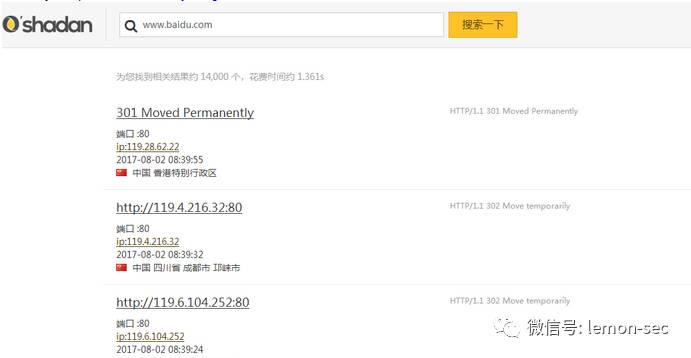 O'shadan
www.baidu.com
搜索一下
为您找到相关结果约 14,000 个，花费时间约 1.361s
301 Moved Permanently
HTTP/1.1 301 Moved Permanently
端口 :80
ip:119.28.62.22
2017-08-02 08:39:55
中国 香港特别行政区
http://119.4.216.32:80
HTTP/1.1 302 Move temporarily
端口 :80
ip:119.4.216.32
2017-08-02 08:39:32
中国 四川省 成都市 邛崃市
http://119.6.104.252:80
HTTP/1.1 302 Move temporarily
端口 :80
ip:119.6.104.252
2017-08-02 08:39:24
微信号: lemon-sec